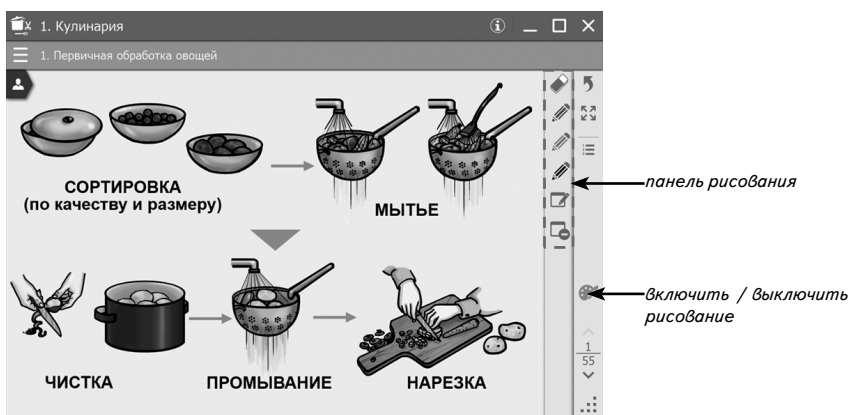 1. Кулинария
1. Первичная обработка овощей
СОРТИРОВКА
(по качеству и размеру)
МЫТЬЕ
панель рисования
включить / выключить
рисование
ЧИСТКА
ПРОМЫВАНИЕ
НАРЕЗКА
1
55